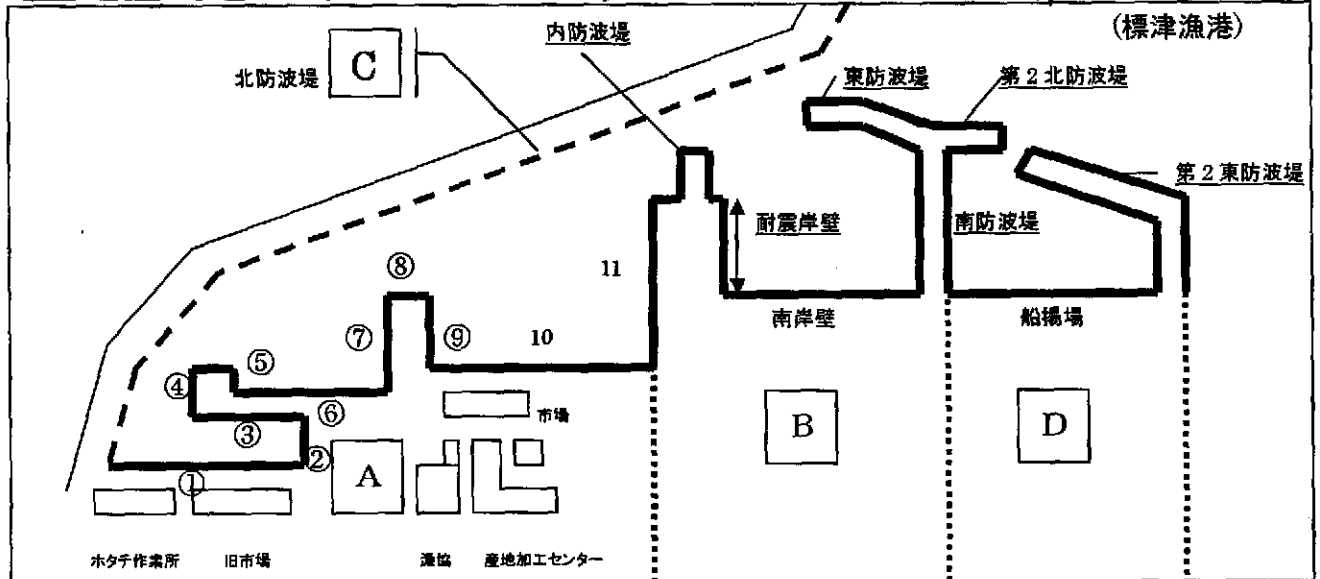 (標津漁港)
内防波堤
北防波堤
C
東防波堤
第2北防波堤
第2東防波堤
耐震岸壁
南防波堤
11
⑧
南岸壁
船揚場
⑦
⑨
10
⑤
④
⑥
市場
③
B
D
②
A
①
ホタテ作業所
旧市場
漁協
産地加工センター